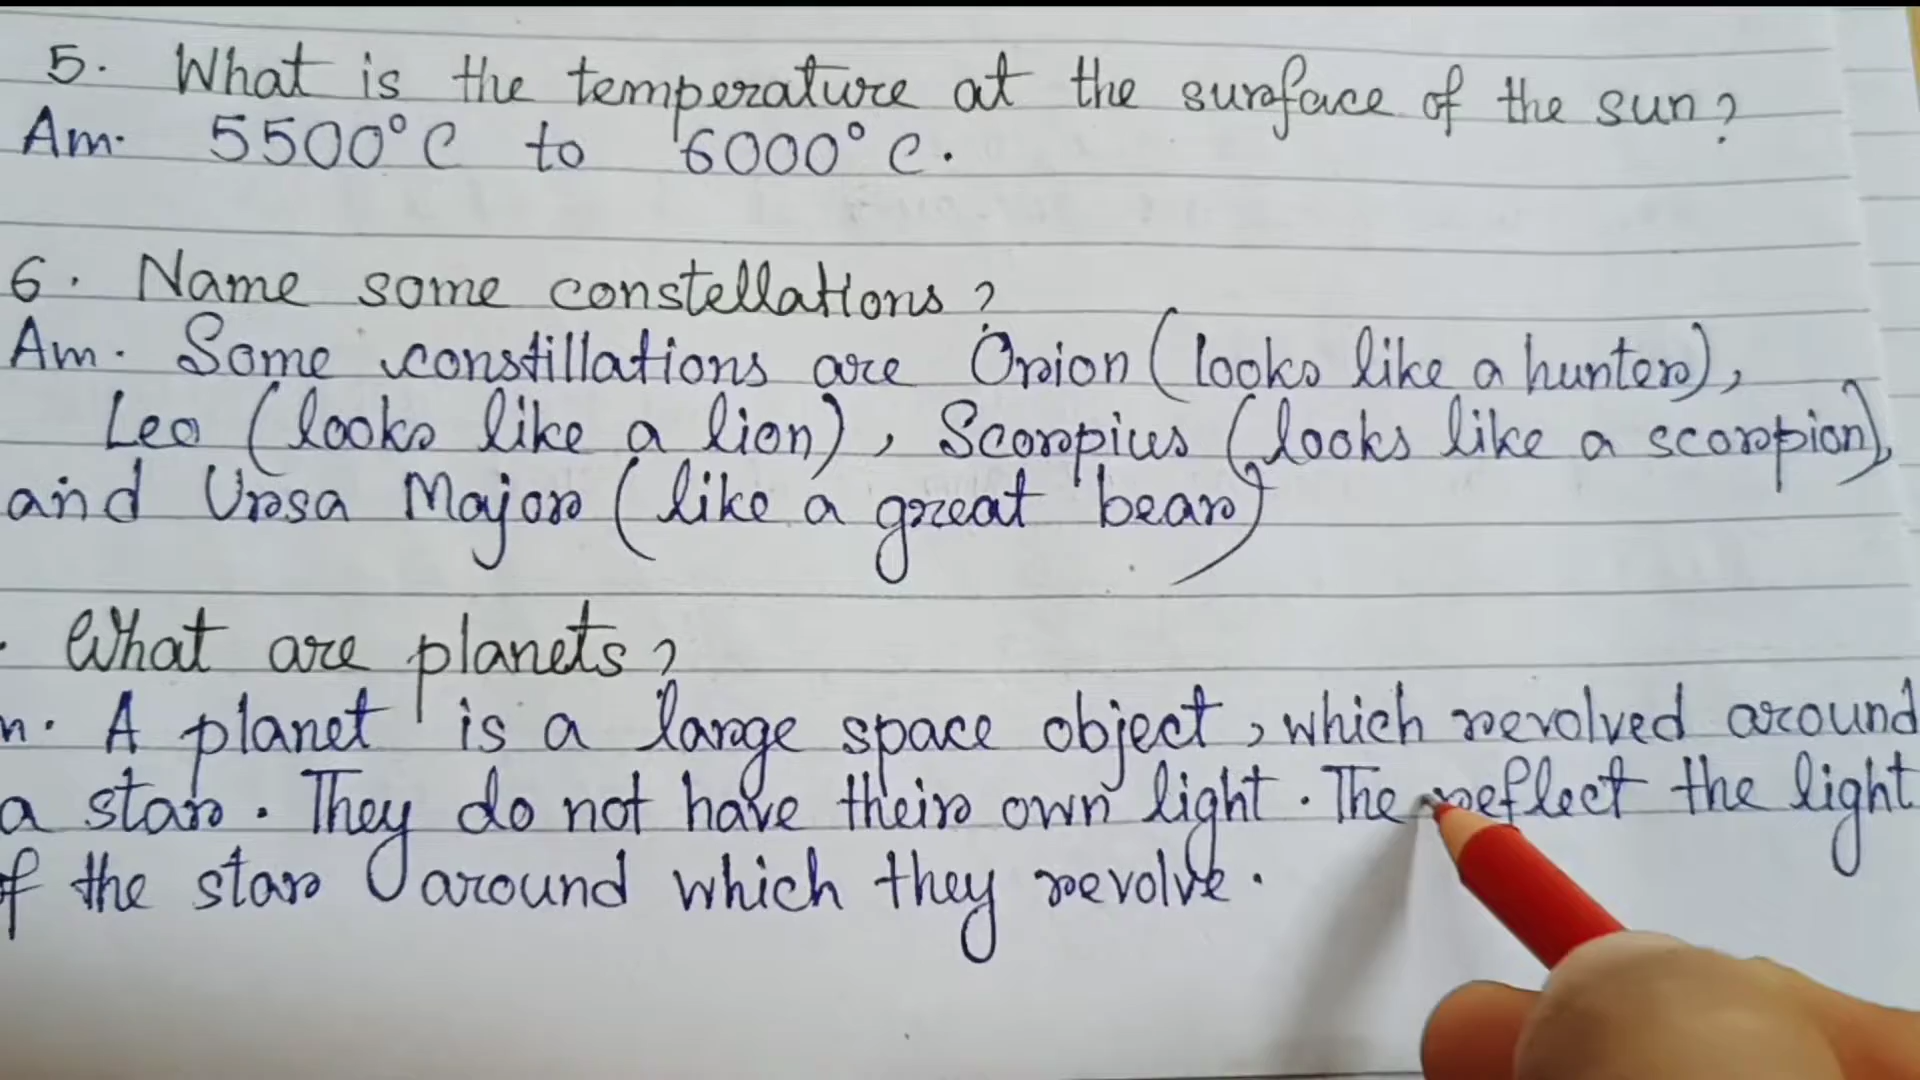 5. What is the temperature at the surface of the sun?
Ans. 5500°C to 6000°C.
6. Name some constellations?
Ans. Some constillations are Orion (looks like a hunter),
Leo (looks like a lion), Scorpius (looks like a scorpion),
and Ursa Major (like a great bear)
. What are planets?
n. A planet is a large space object, which revolved around
a star. They do not have their own light. The reflect the light
f the star around which they revolve.